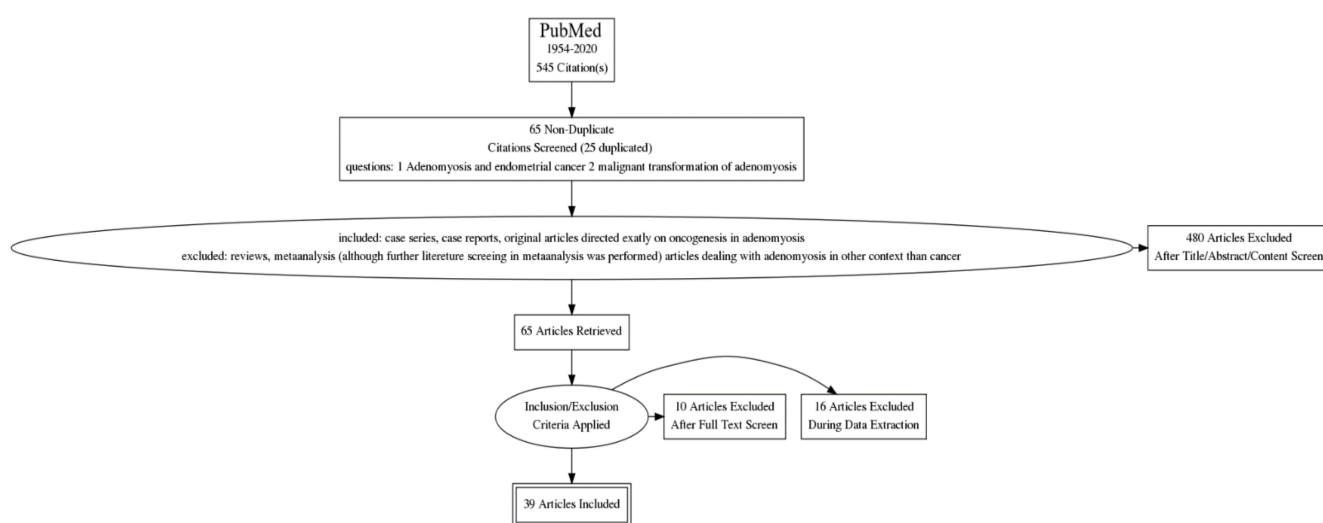 PubMed
1954-2020
545 Citation(s)
65 Non-Duplicate
Citations Screened (25 duplicated)
questions: 1 Adenomyosis and endometrial cancer 2 malignant transformation of adenomyosis
included: case series, case reports, original articles directed exatly on oncogenesis in adenomyosis
excluded: reviews, metaanalysis (although further litereture screeing in metaanalysis was performed) articles dealing with adenomyosis in other context than cancer
480 Articles Excluded
After Title/Abstract/Content Screen
65 Articles Retrieved
Inclusion/Exclusion
Criteria Applied
10 Articles Excluded
After Full Text Screen
16 Articles Excluded
During Data Extraction
39 Articles Included